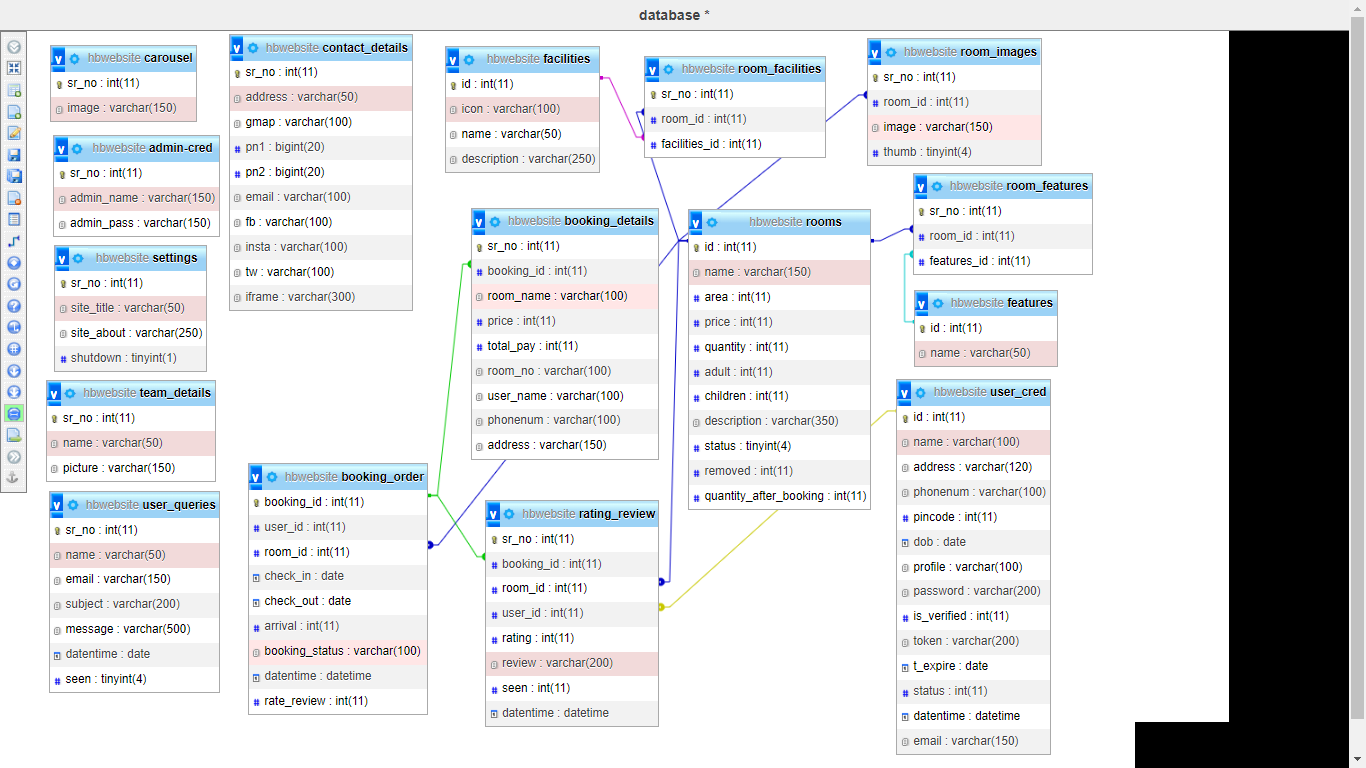 database *
hbwebsite carousel
sr_no : int(11)
image : varchar(150)
hbwebsite admin-cred
sr_no : int(11)
admin_name : varchar(150)
admin_pass : varchar(150)
hbwebsite settings
sr_no : int(11)
site_title : varchar(50)
site_about : varchar(250)
shutdown : tinyint(1)
hbwebsite team_details
sr_no : int(11)
name : varchar(50)
picture : varchar(150)
hbwebsite user_queries
sr_no : int(11)
name : varchar(50)
email : varchar(150)
subject : varchar(200)
message : varchar(500)
datentime : date
seen : tinyint(4)
hbwebsite contact_details
sr_no : int(11)
address : varchar(50)
gmap : varchar(100)
pn1 : bigint(20)
pn2 : bigint(20)
email : varchar(100)
fb : varchar(100)
insta : varchar(100)
tw : varchar(100)
iframe : varchar(300)
hbwebsite booking_order
booking_id : int(11)
user_id : int(11)
room_id : int(11)
check_in : date
check_out : date
arrival : int(11)
booking_status : varchar(100)
datentime : datetime
rate_review : int(11)
hbwebsite facilities
id : int(11)
icon : varchar(100)
name : varchar(50)
description : varchar(250)
hbwebsite booking_details
sr_no : int(11)
booking_id : int(11)
room_name : varchar(100)
price : int(11)
total_pay : int(11)
room_no : varchar(100)
user_name : varchar(100)
phonenum : varchar(100)
address : varchar(150)
hbwebsite rating_review
sr_no : int(11)
booking_id : int(11)
room_id : int(11)
user_id : int(11)
rating : int(11)
review : varchar(200)
seen : int(11)
datentime : datetime
hbwebsite room_facilities
sr_no : int(11)
room_id : int(11)
facilities_id : int(11)
hbwebsite rooms
id : int(11)
name : varchar(150)
area : int(11)
price : int(11)
quantity : int(11)
adult : int(11)
children : int(11)
description : varchar(350)
status : tinyint(4)
removed : int(11)
quantity_after_booking : int(11)
hbwebsite room_images
sr_no : int(11)
room_id : int(11)
image : varchar(150)
thumb : tinyint(4)
hbwebsite room_features
sr_no : int(11)
room_id : int(11)
features_id : int(11)
hbwebsite features
id : int(11)
name : varchar(50)
hbwebsite user_cred
id : int(11)
name : varchar(100)
address : varchar(120)
phonenum : varchar(100)
pincode : int(11)
dob : date
profile : varchar(100)
password : varchar(200)
is_verified : int(11)
token : varchar(200)
t_expire : date
status : int(11)
datentime : datetime
email : varchar(150)